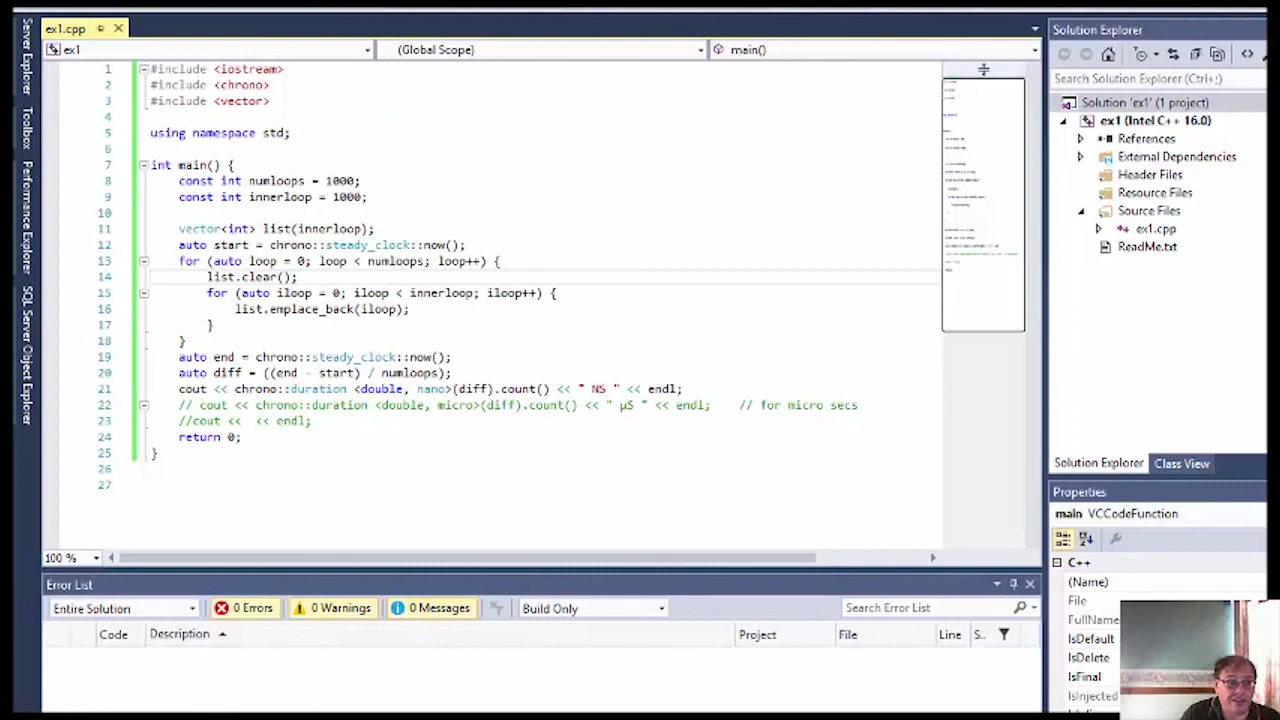 ex1.cpp
ex1
(Global Scope)
main()
Server Explorer
Toolbox
Performance Explorer
SQL Server Object Explorer
1 #include <iostream>
2 #include <chrono>
3 #include <vector>
4
5 using namespace std;
6
7 int main() {
8 const int numloops = 1000;
9 const int innerloop = 1000;
10
11 vector<int> list(innerloop);
12 auto start = chrono::steady_clock::now();
13 for (auto loop = 0; loop < numloops; loop++) {
14 list.clear();
15 for (auto iloop = 0; iloop < innerloop; iloop++) {
16 list.emplace_back(iloop);
17 }
18 }
19 auto end = chrono::steady_clock::now();
20 auto diff = ((end - start) / numloops);
21 cout << chrono::duration <double, nano>(diff).count() << " NS " << endl;
22 // cout << chrono::duration <double, micro>(diff).count() << " µS " << endl; // for micro secs
23 //cout << << endl;
24 return 0;
25 }
26
27
100 %
Error List
Entire Solution
0 Errors
0 Warnings
0 Messages
Build Only
Search Error List
Code
Description
Project
File
Line
S..
Solution Explorer
Search Solution Explorer (Ctrl+;)
Solution 'ex1' (1 project)
ex1 (Intel C++ 16.0)
References
External Dependencies
Header Files
Resource Files
Source Files
ex1.cpp
ReadMe.txt
Solution Explorer
Class View
Properties
main VCCodeFunction
C++
(Name)
File
FullName
IsDefault
IsDelete
IsFinal
IsInjected